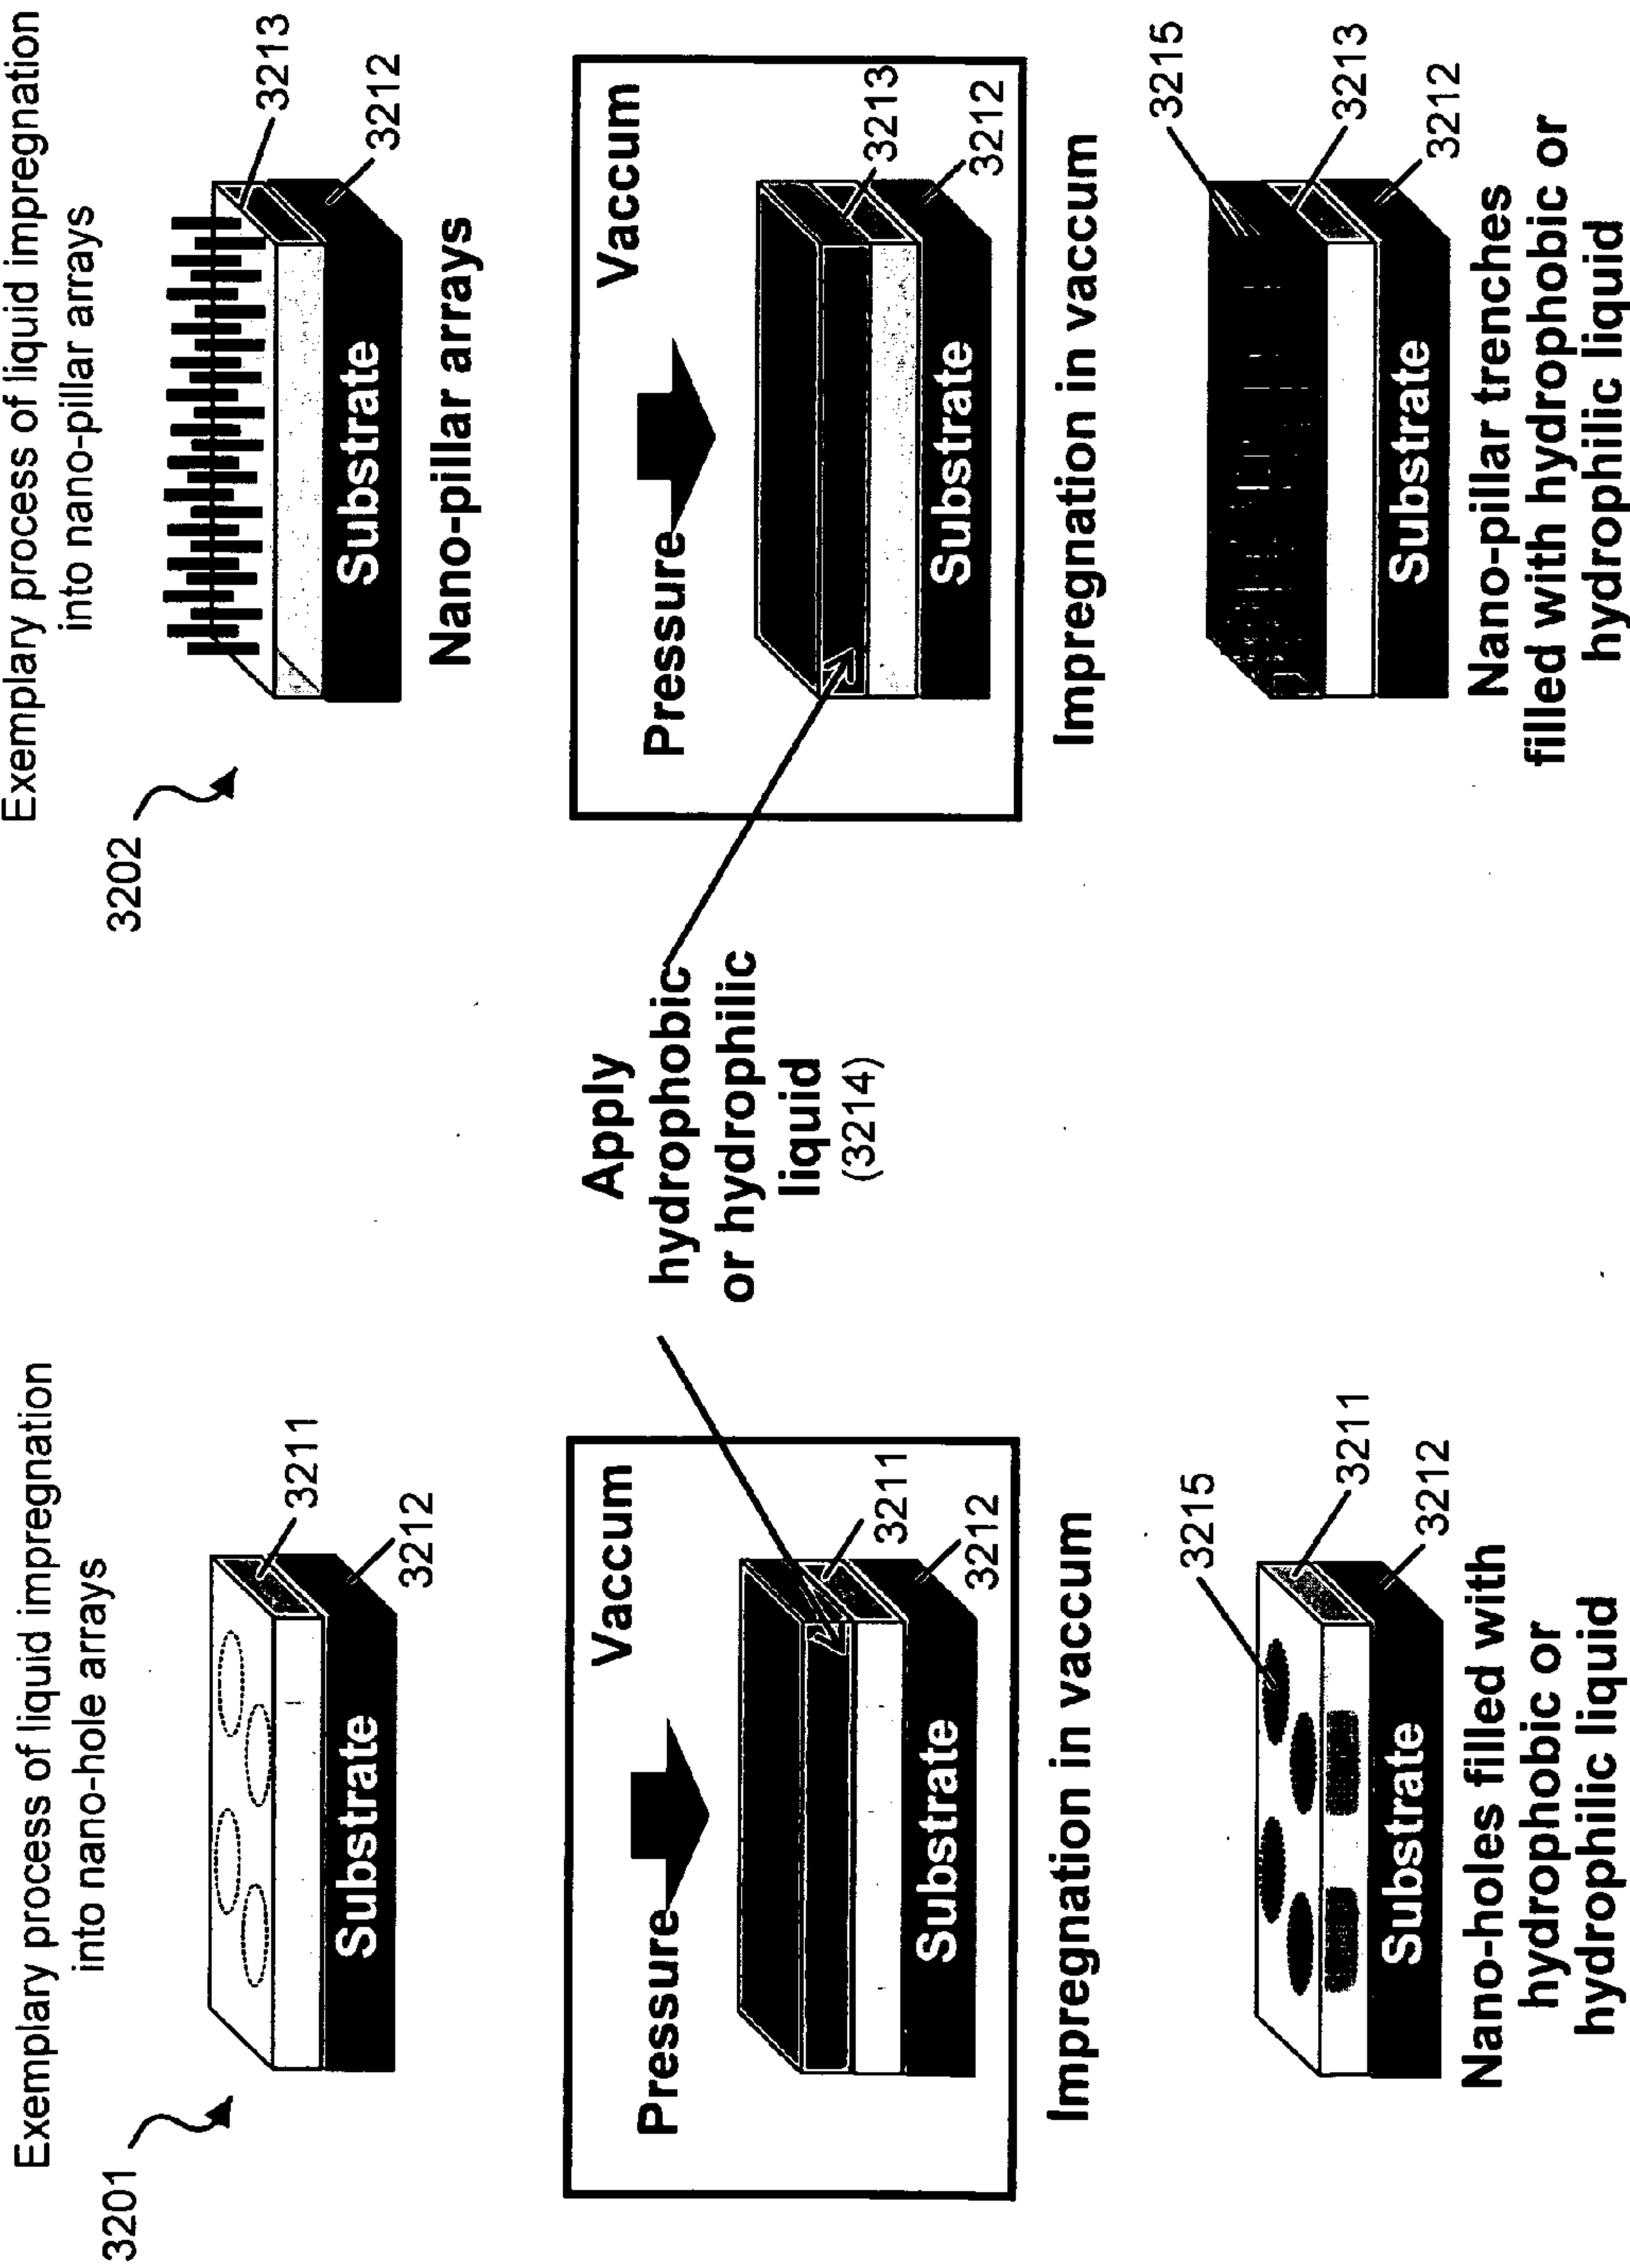 Exemplary process of liquid impregnation
into nano-hole arrays
3201
3211
3212
Substrate
Vaccum
Pressure
3211
3212
Substrate
Impregnation in vaccum
3215
3211
3212
Substrate
Nano-holes filled with
hydrophobic or
hydrophilic liquid
Apply
hydrophobic
or hydrophilic
liquid
(3214)
Exemplary process of liquid impregnation
into nano-pillar arrays
3202
3213
3212
Substrate
Nano-pillar arrays
Vaccum
Pressure
3213
3212
Substrate
Impregnation in vaccum
3215
3213
3212
Substrate
Nano-pillar trenches
filled with hydrophobic or
hydrophilic liquid